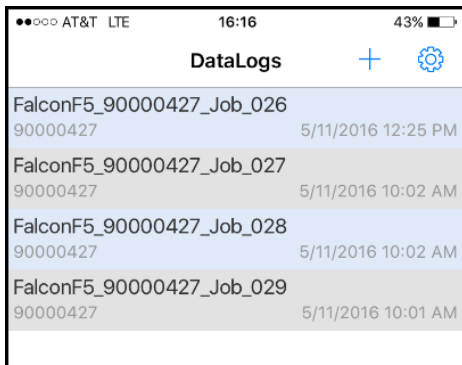 AT&T LTE 16:16 43%
DataLogs
FalconF5_90000427_Job_026
90000427 5/11/2016 12:25 PM
FalconF5_90000427_Job_027
90000427 5/11/2016 10:02 AM
FalconF5_90000427_Job_028
90000427 5/11/2016 10:02 AM
FalconF5_90000427_Job_029
90000427 5/11/2016 10:01 AM